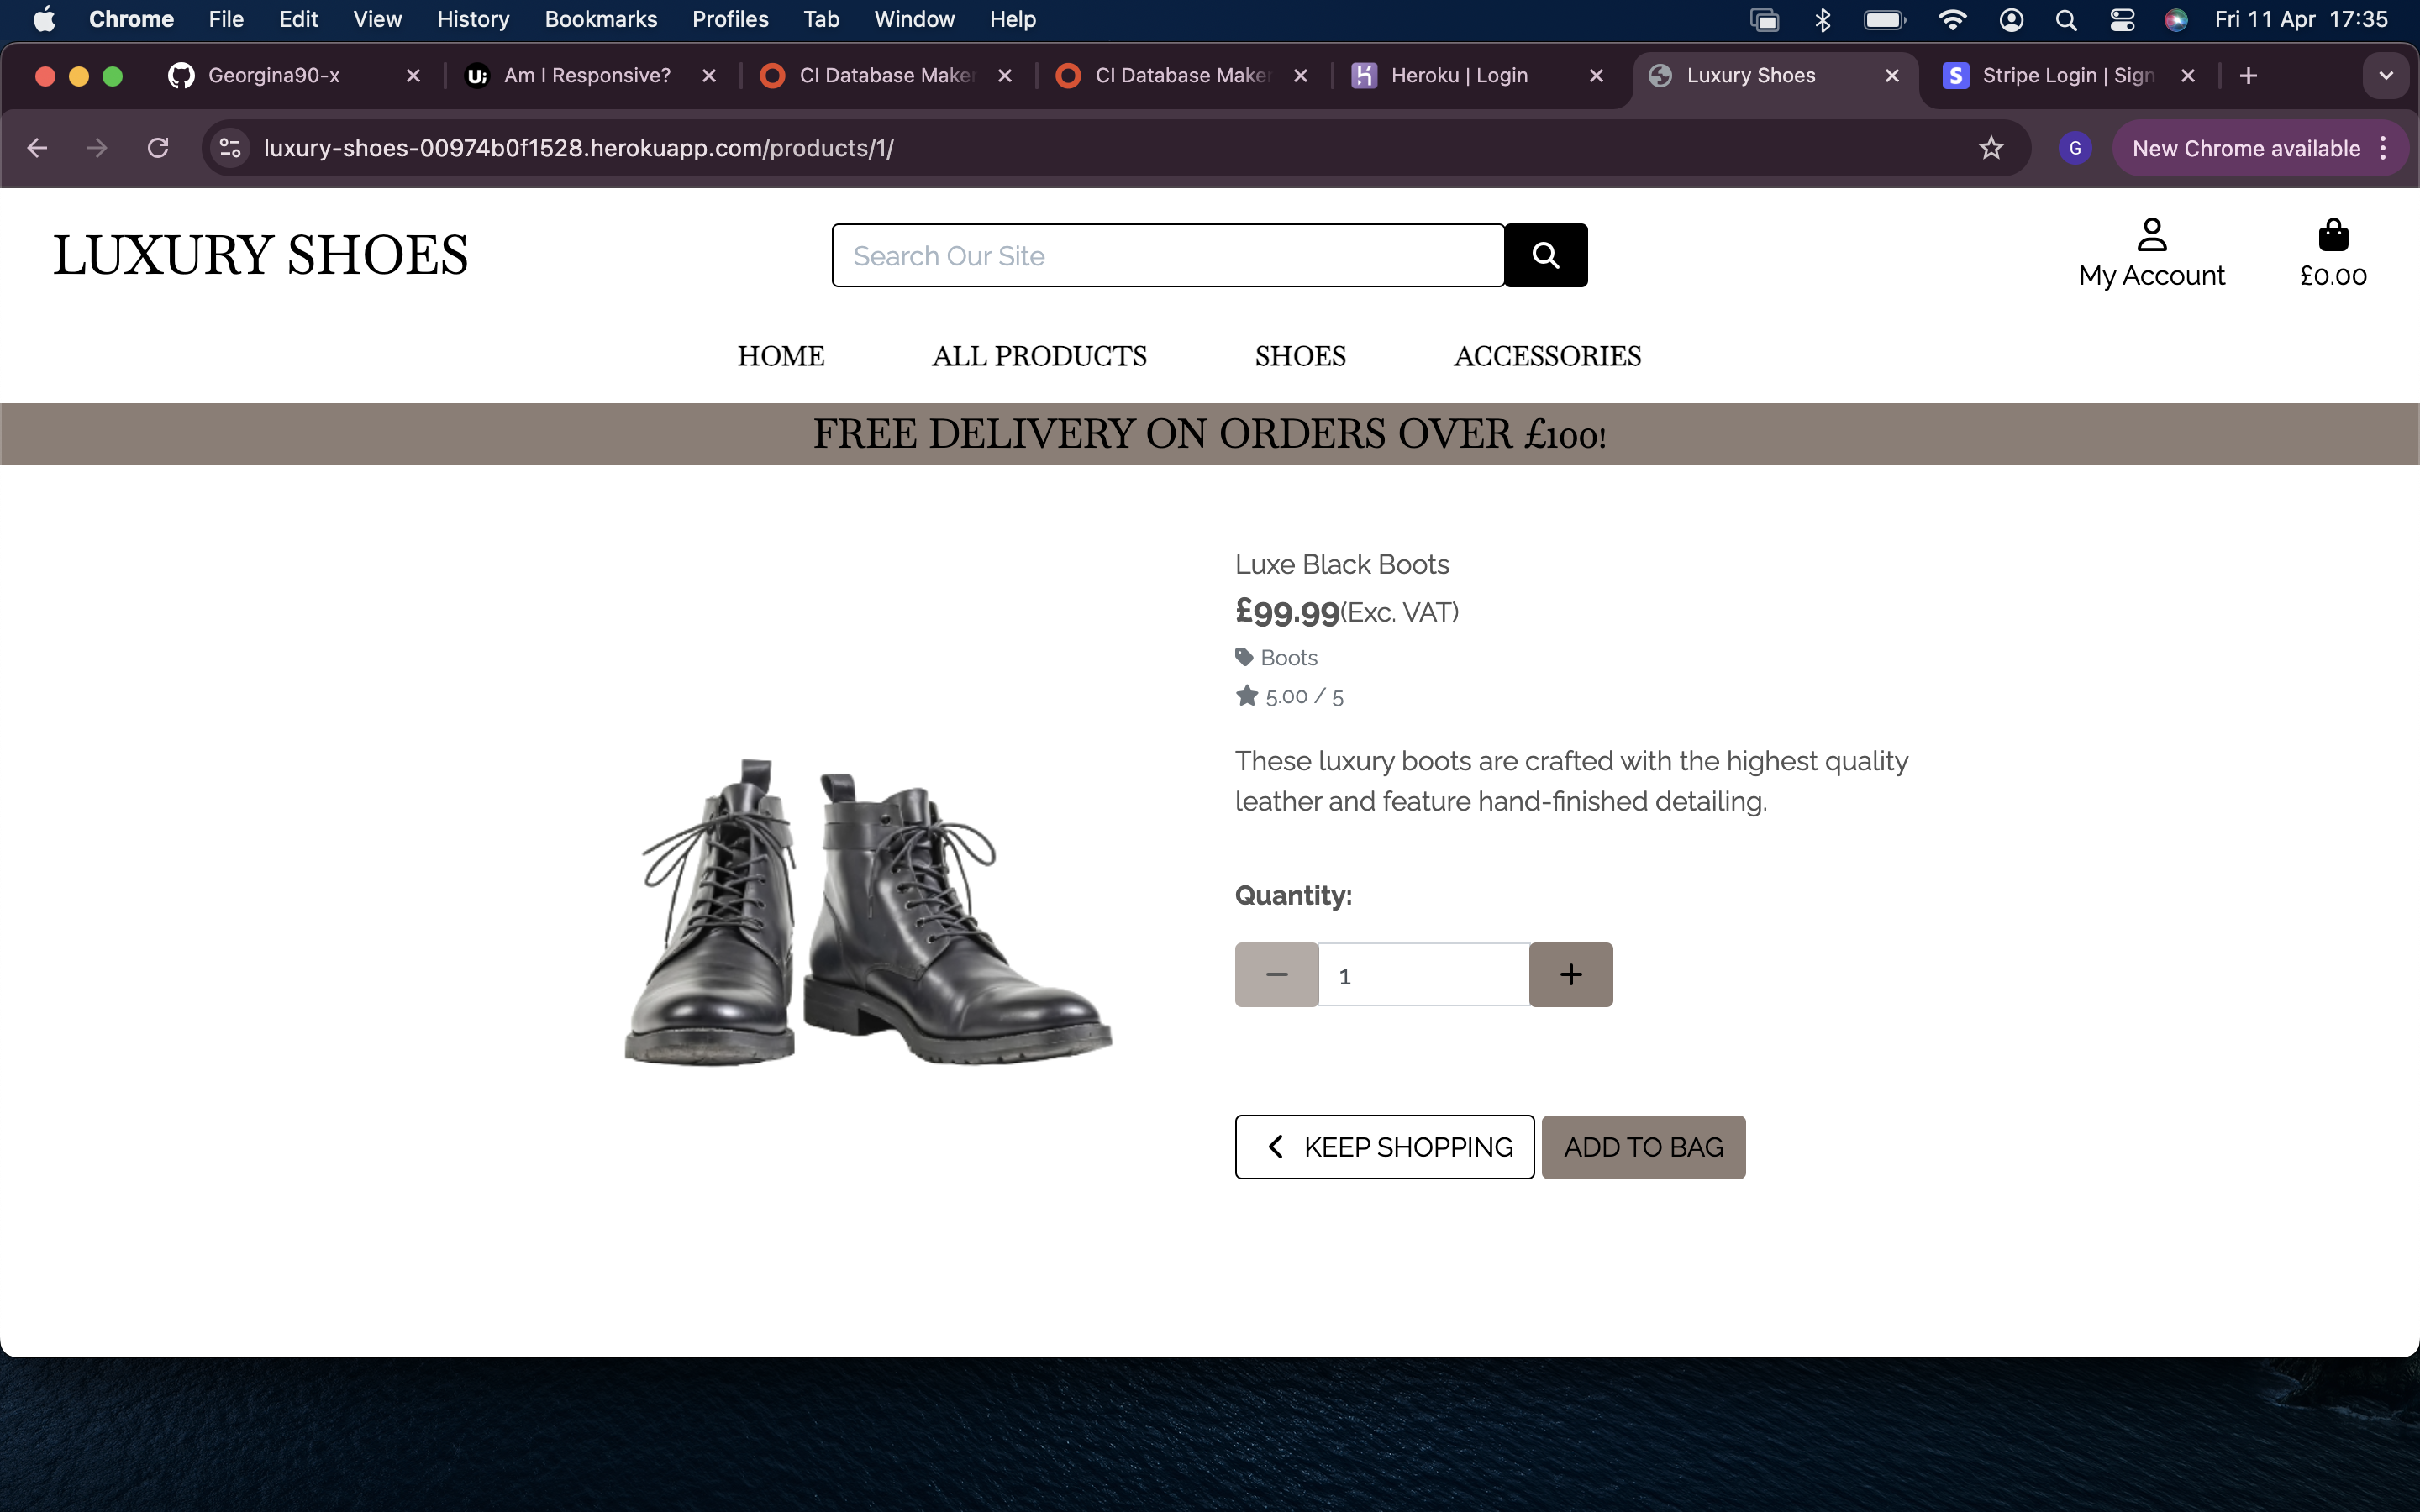 Chrome File Edit View History Bookmarks Profiles Tab Window Help Fri 11 Apr 17:35
Georgina90-x Am I Responsive? CI Database Maker CI Database Maker Heroku | Login Luxury Shoes Stripe Login | Sign
luxury-shoes-00974b0f1528.herokuapp.com/products/1/ G New Chrome available
LUXURY SHOES
Search Our Site
My Account
£0.00
HOME ALL PRODUCTS SHOES ACCESSORIES
FREE DELIVERY ON ORDERS OVER £100!
Luxe Black Boots
£99.99(Exc. VAT)
Boots
5.00 / 5
These luxury boots are crafted with the highest quality
leather and feature hand-finished detailing.
Quantity:
1
KEEP SHOPPING ADD TO BAG